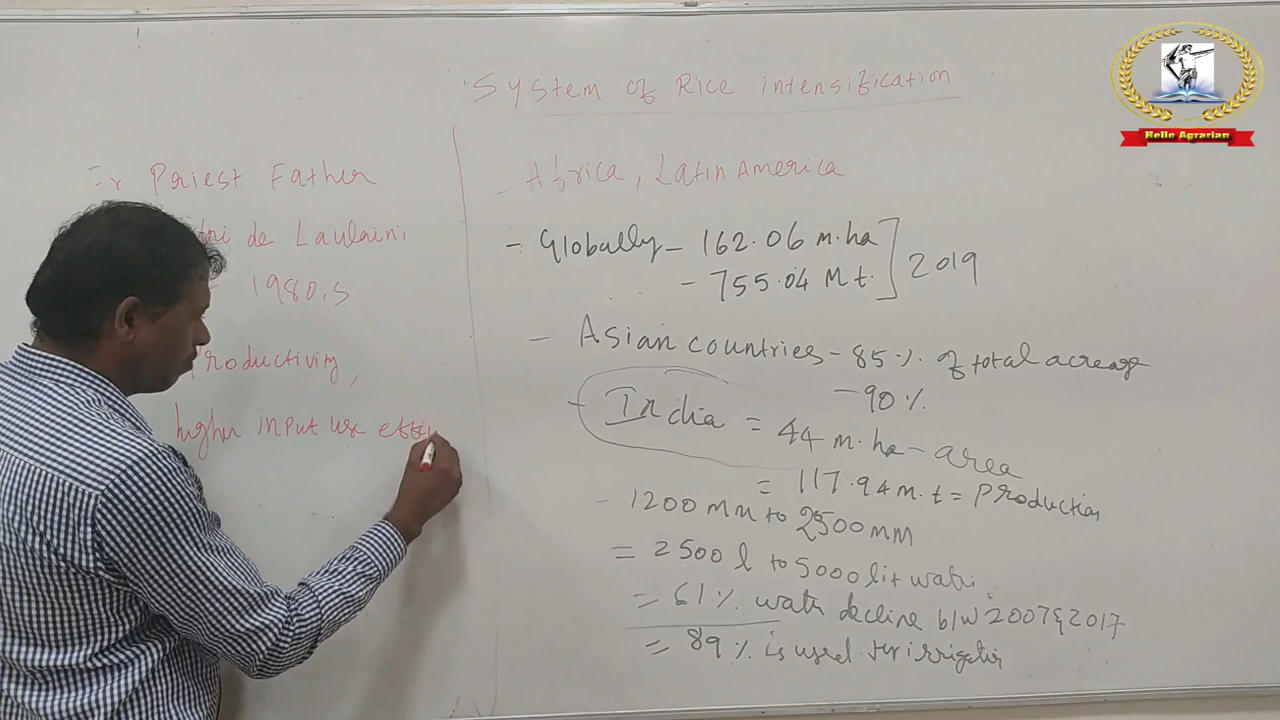 System of Rice intensification
Hello Agrarian
Fr Priest Father
de Laulaini
1980,s
Productivity,
higher input use effi
- Africa, Latin America
- Globally - 162.06 m.ha
- 755.04 M t.
2019
- Asian countries - 85 %. of total acreage
- 90 %.
- India = 44 m.ha - area
= 117.94 m.t = Production
- 1200 mm to 2500 mm
= 2500 l to 5000 lit water.
= 61 %. water decline b/w 2007 & 2017
= 89 %. is used for irrigation